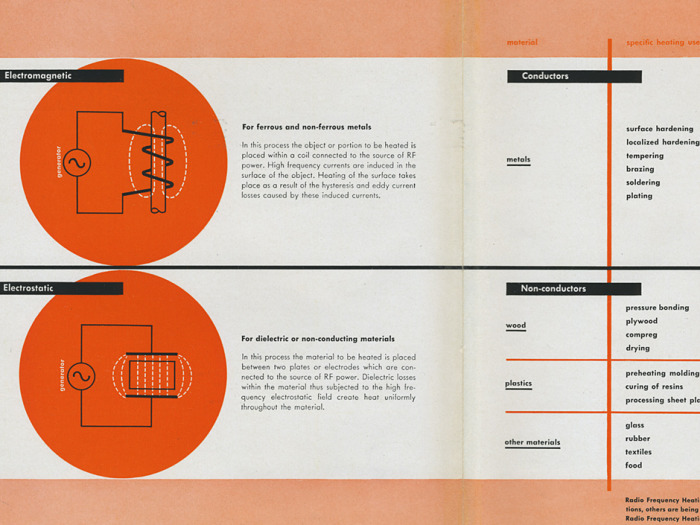 material
specific heating use
Electromagnetic
Conductors
generator
For ferrous and non-ferrous metals
In this process the object or portion to be heated is
placed within a coil connected to the source of RF
power. High frequency currents are induced in the
surface of the object. Heating of the surface takes
place as a result of the hysteresis and eddy current
losses caused by these induced currents.
metals
surface hardening
localized hardening
tempering
brazing
soldering
plating
Electrostatic
Non-conductors
generator
For dielectric or non-conducting materials
In this process the material to be heated is placed
between two plates or electrodes which are con-
nected to the source of RF power. Dielectric losses
within the material thus subjected to the high fre-
quency electrostatic field create heat uniformly
throughout the material.
wood
pressure bonding
plywood
compreg
drying
plastics
preheating molding
curing of resins
processing sheet pla
other materials
glass
rubber
textiles
food
Radio Frequency Heati
tions, others are being
Radio Frequency Heati